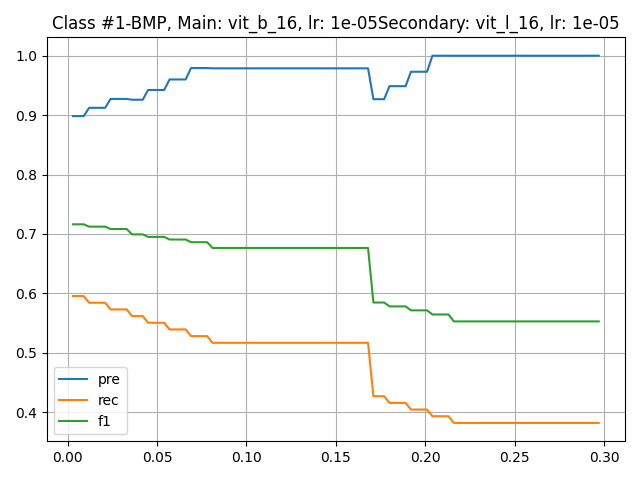 Class #1-BMP, Main: vit_b_16, lr: 1e-05Secondary: vit_l_16, lr: 1e-05
1.0
0.9
0.8
0.7
0.6
0.5
0.4
pre
rec
f1
0.00 0.05 0.10 0.15 0.20 0.25 0.30